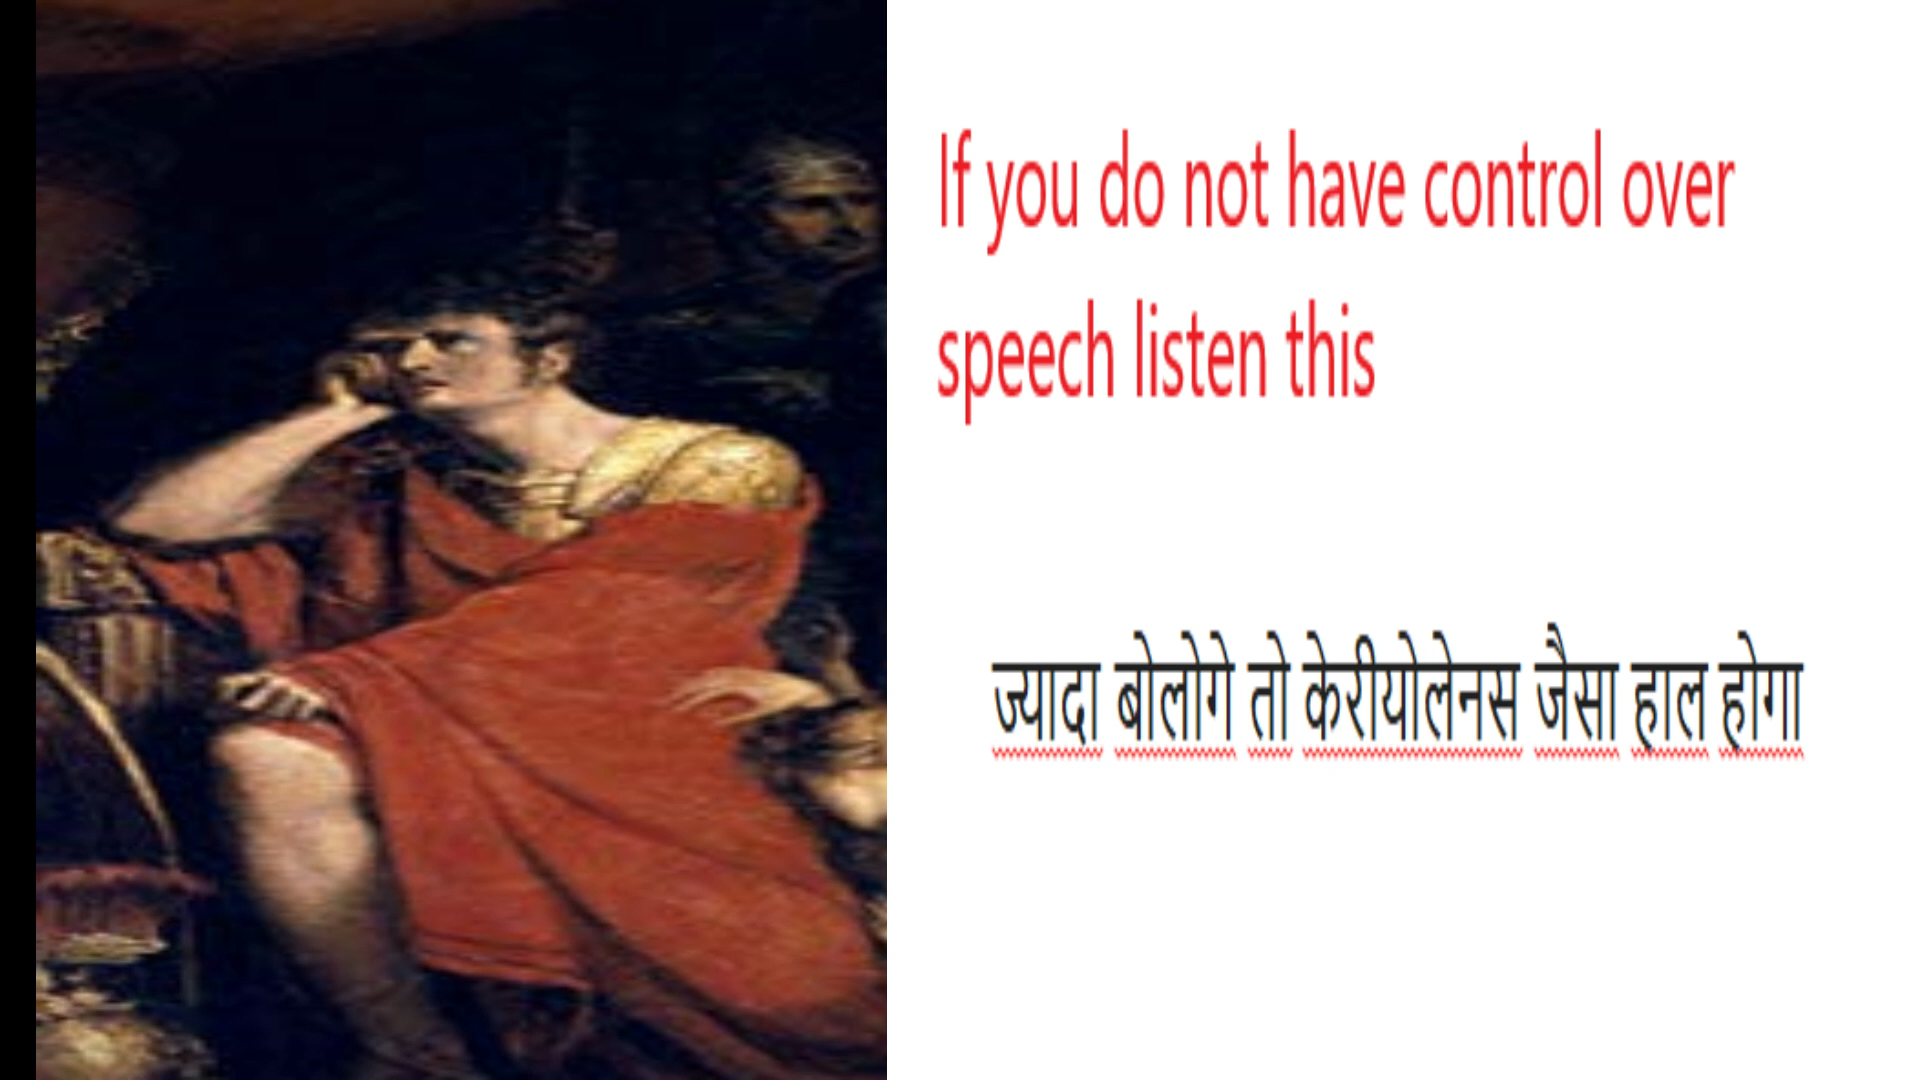 If you do not have control over
speech listen this
ज्यादा बोलोगे तो केरीयोलेनस जैसा हाल होगा